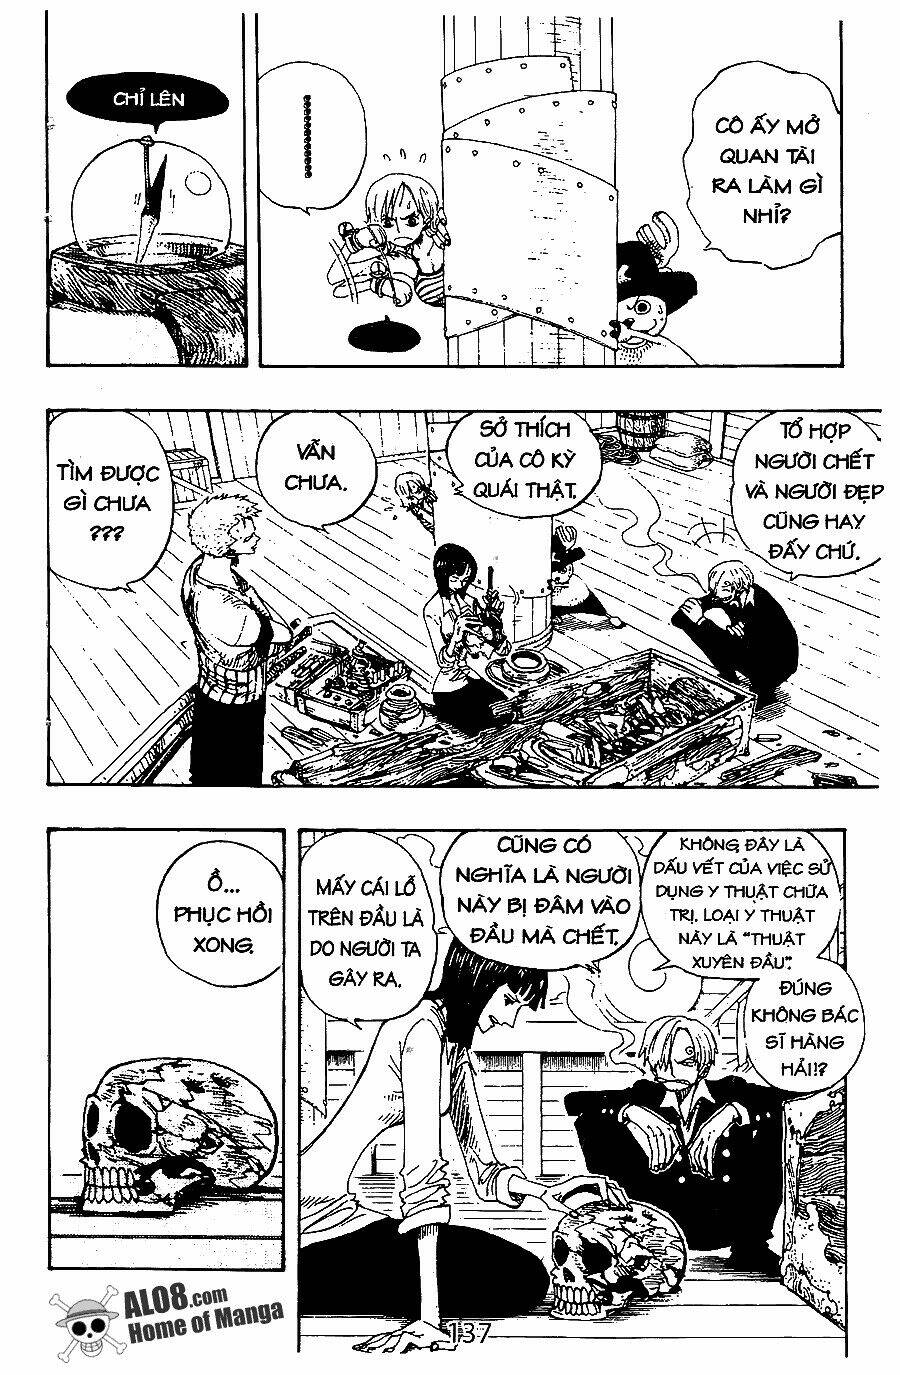 CÔ ẤY MỞ
QUAN TÀI
RA LÀM GÌ
NHỈ?
CHỈ LÊN
TỔ HỢP
NGƯỜI CHẾT
VÀ NGƯỜI ĐẸP
CŨNG HAY
ĐẤY CHỨ.
SỞ THÍCH
CỦA CÔ KỲ
QUÁI THẬT.
VẪN
CHƯA.
TÌM ĐƯỢC
GÌ CHƯA
???
Ồ...
PHỤC HỒI
XONG.
MẤY CÁI LỖ
TRÊN ĐẦU LÀ
DO NGƯỜI TA
GÂY RA.
CŨNG CÓ
NGHĨA LÀ NGƯỜI
NÀY BỊ ĐÂM VÀO
ĐẦU MÀ CHẾT.
KHÔNG, ĐÂY LÀ
DẤU VẾT CỦA VIỆC SỬ
DỤNG Y THUẬT CHỮA
TRỊ. LOẠI Y THUẬT
NÀY LÀ "THUẬT
XUYÊN ĐẦU".
ĐÚNG
KHÔNG BÁC
SĨ HÀNG
HẢI!?
AL08.com
Home of Manga
137